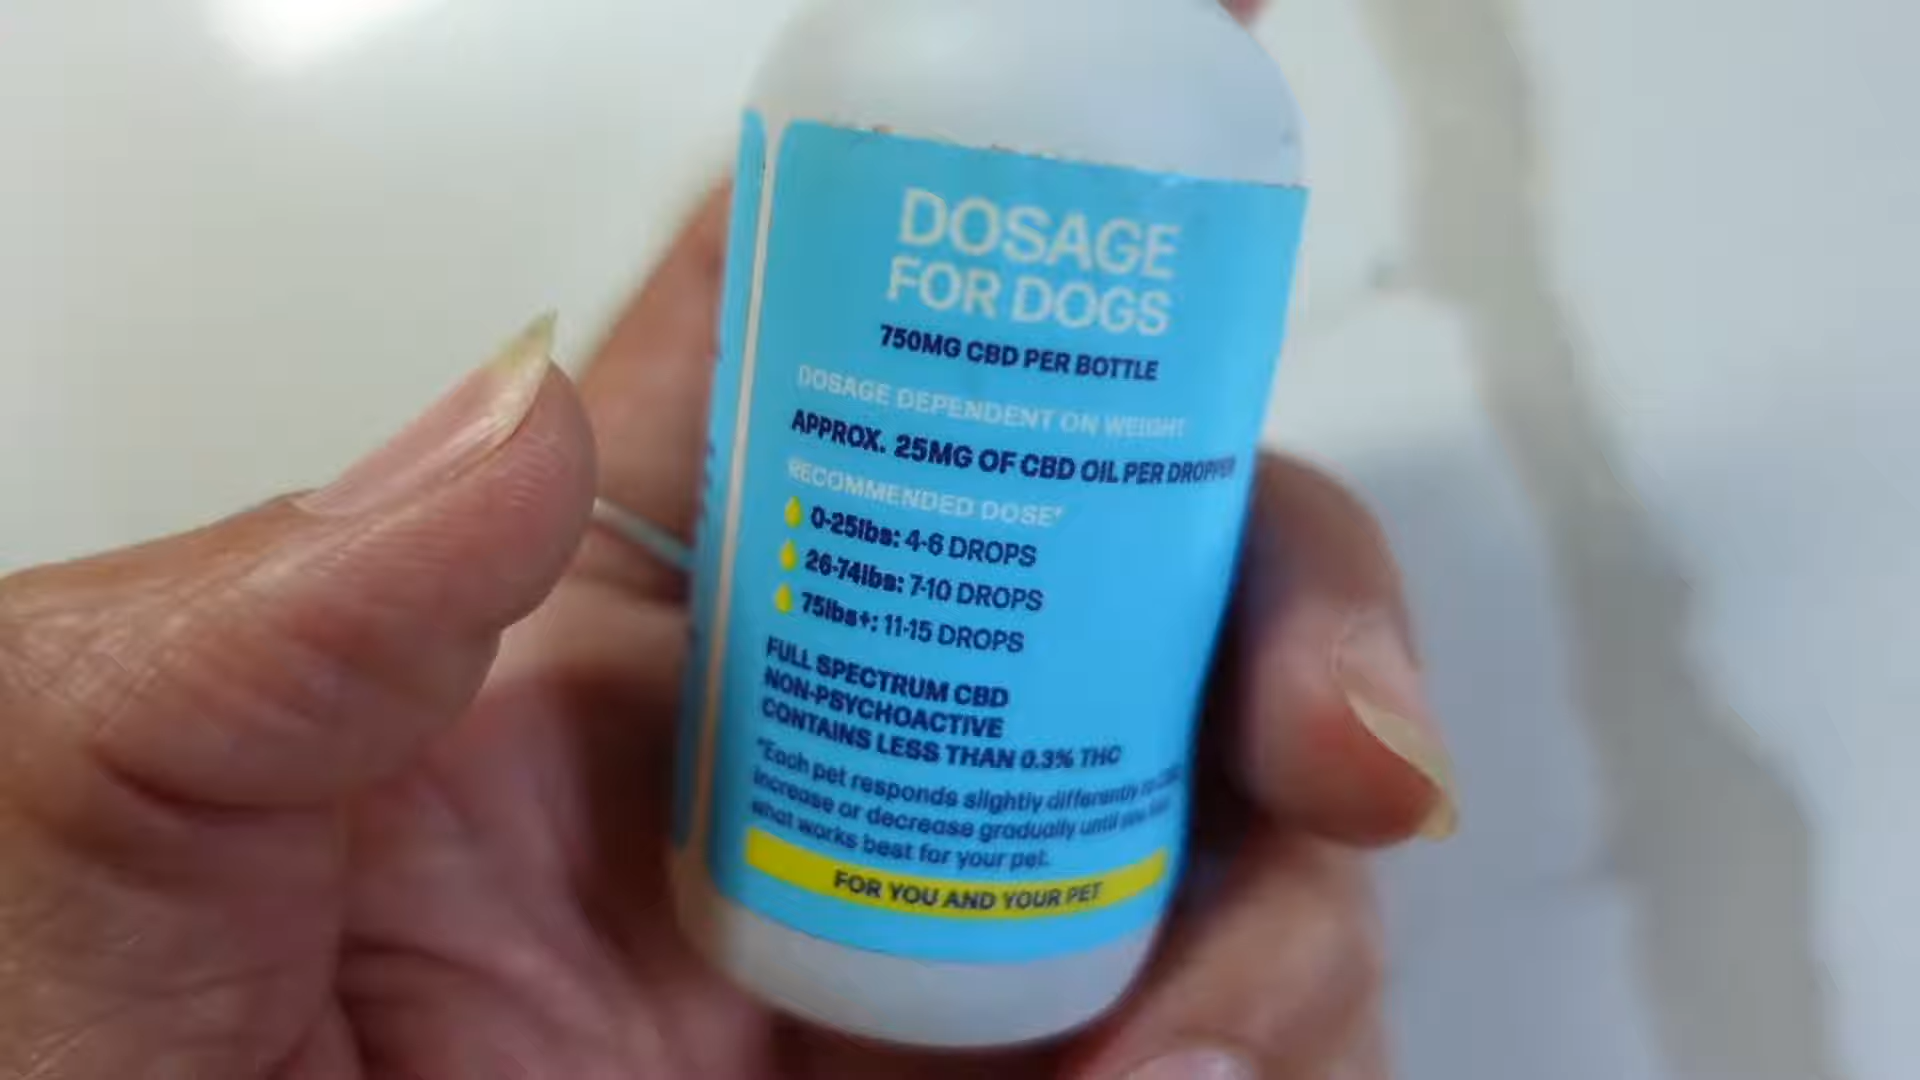 DOSAGE
FOR DOGS
750MG CBD PER BOTTLE
DOSAGE DEPENDENT ON WEIGHT
APPROX. 25MG OF CBD OIL PER DROPPER
RECOMMENDED DOSE*
0-25lbs: 4-6 DROPS
26-74lbs: 7-10 DROPS
75lbs+: 11-15 DROPS
FULL SPECTRUM CBD
NON-PSYCHOACTIVE
CONTAINS LESS THAN 0.3% THC
*Each pet responds slightly differently to
increase or decrease gradually until you
what works best for your pet.
FOR YOU AND YOUR PET